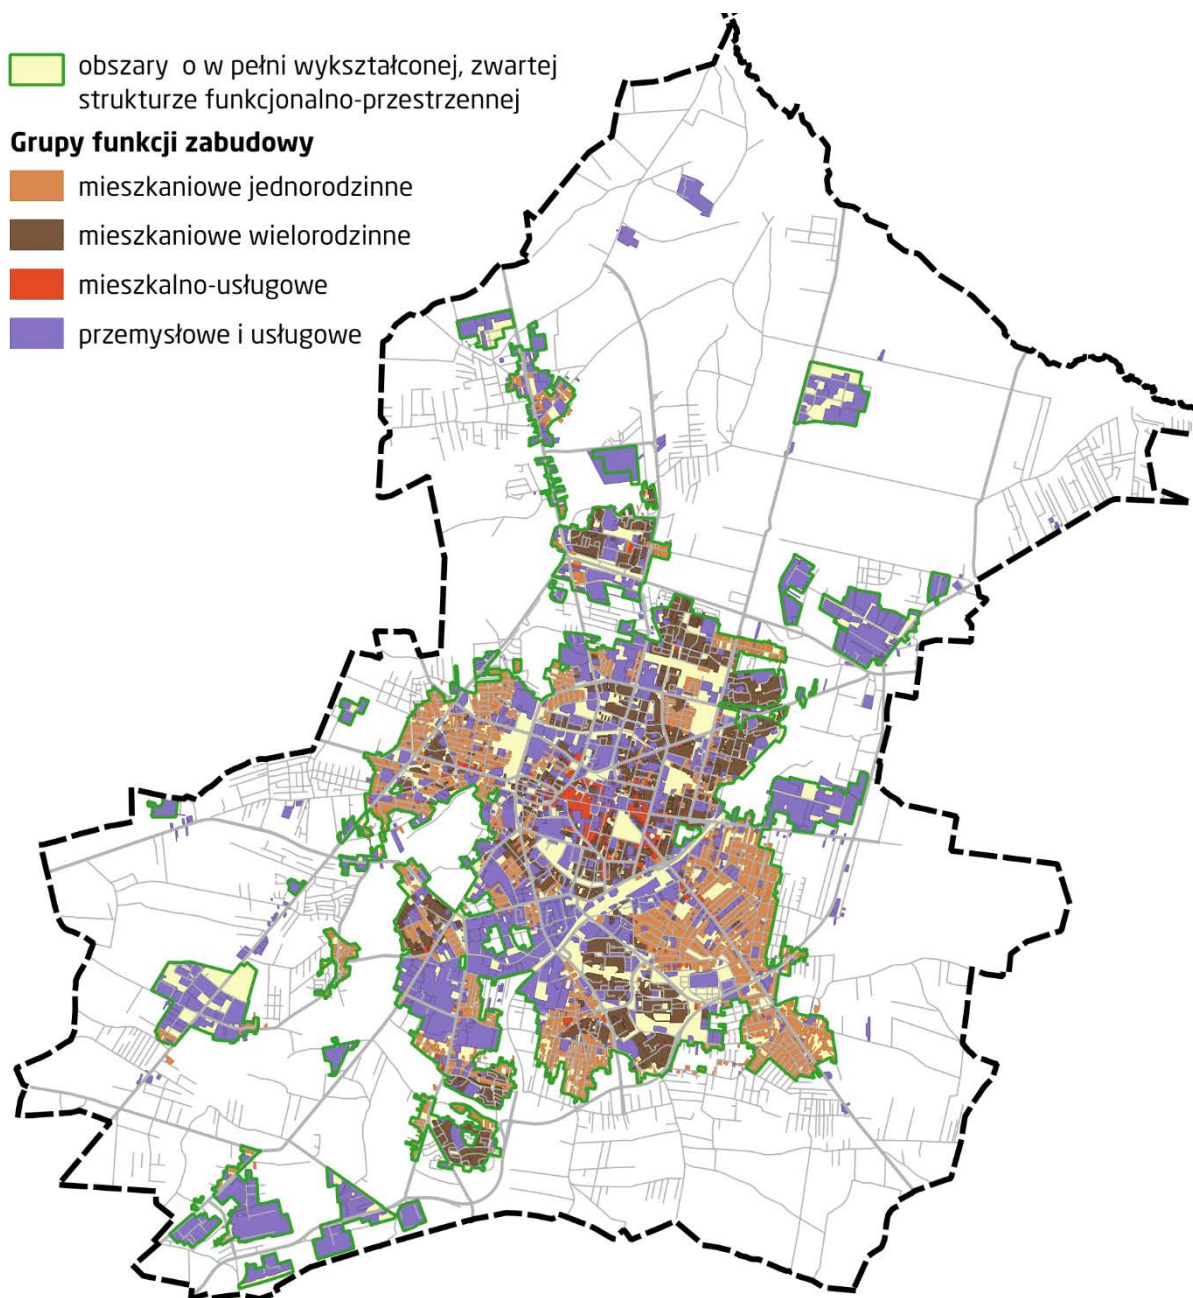 obszary o w pełni wykształconej, zwartej
strukturze funkcjonalno-przestrzennej
Grupy funkcji zabudowy
mieszkaniowe jednorodzinne
mieszkaniowe wielorodzinne
mieszkalno-usługowe
przemysłowe i usługowe